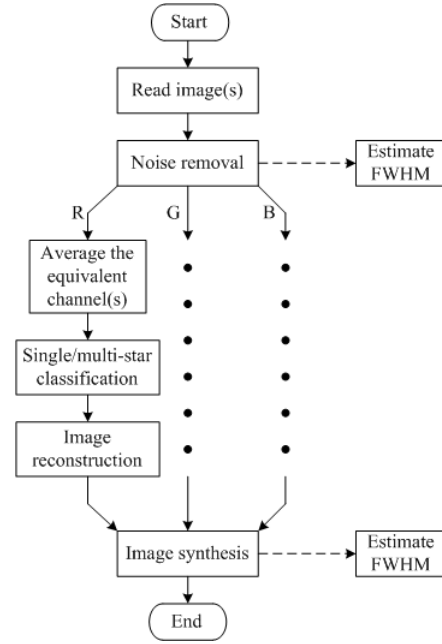 Start
Read image(s)
Noise removal
Estimate
FWHM
R
G
B
Average the
equivalent
channel(s)
Single/multi-star
classification
Image
reconstruction
Image synthesis
Estimate
FWHM
End